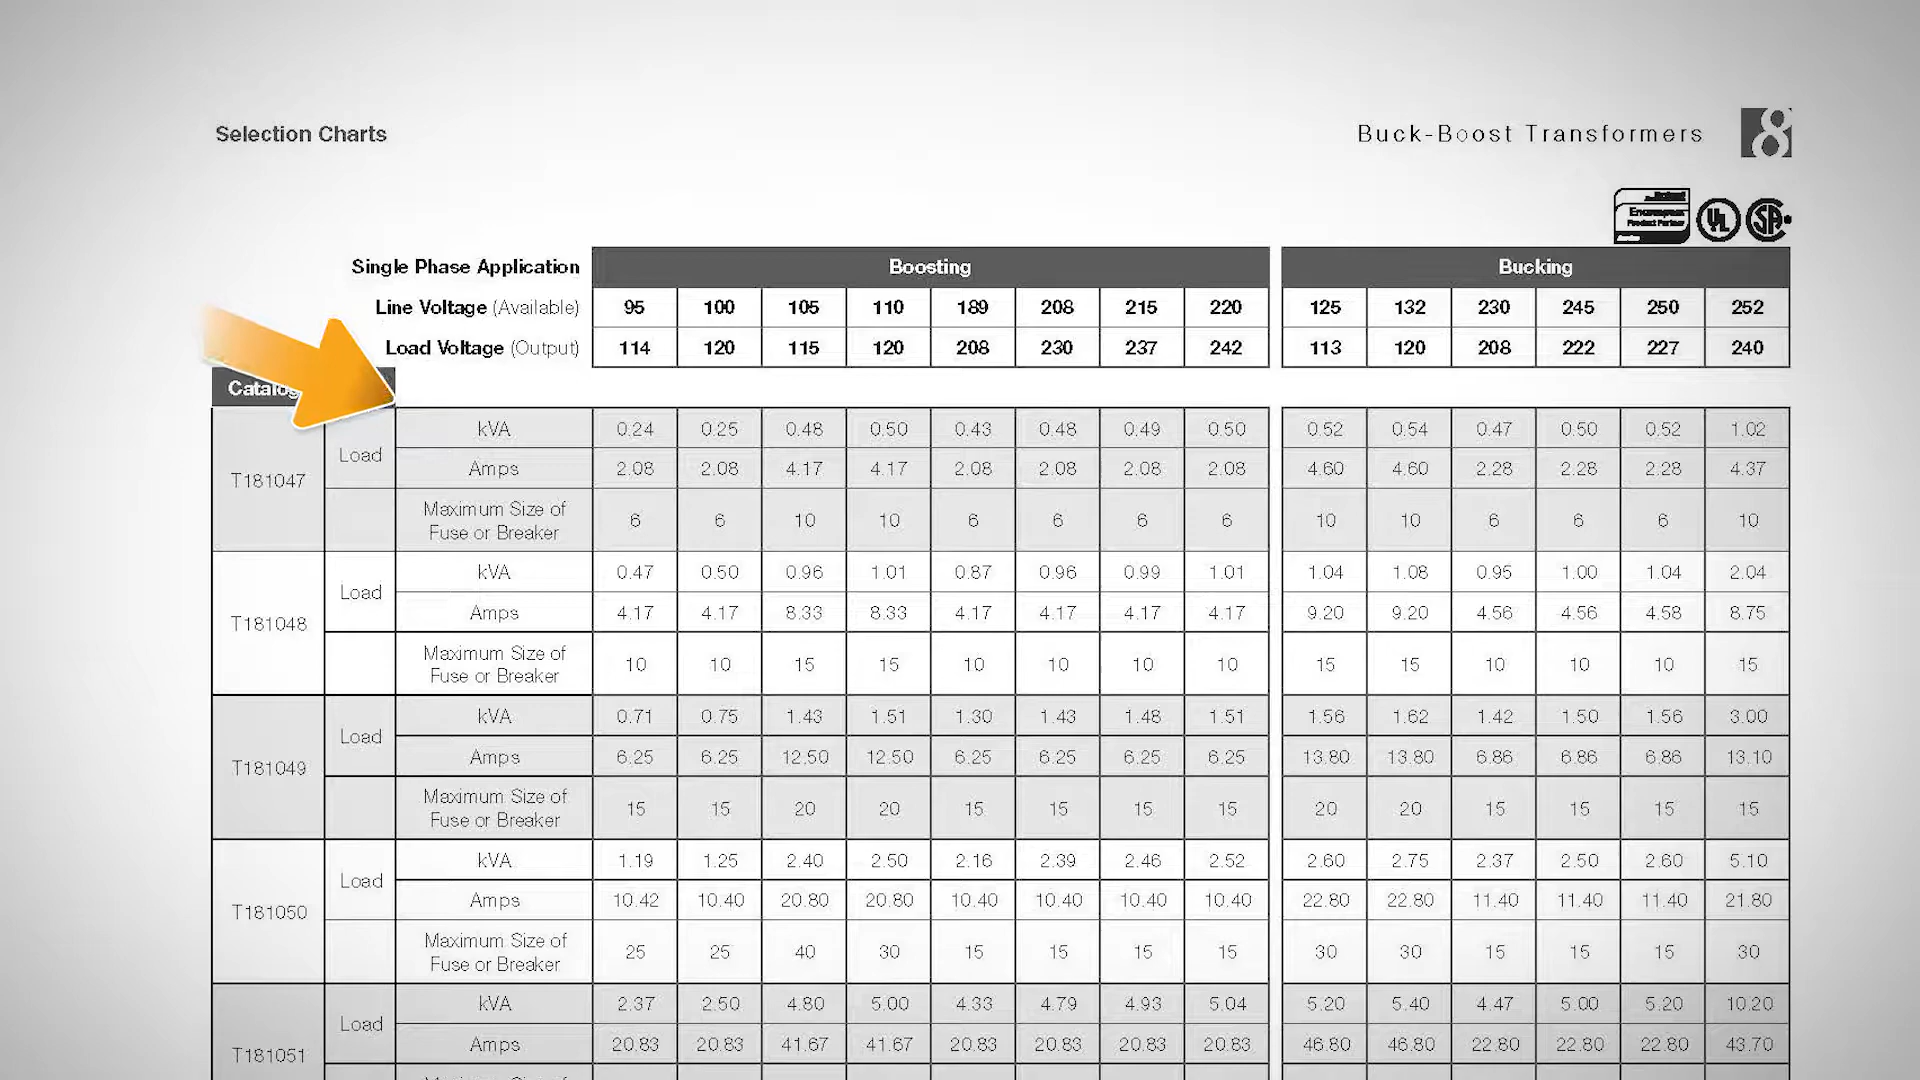 Selection Charts
Buck-Boost Transformers 8
UL SA
Single Phase Application Boosting Bucking
Line Voltage (Available) 95 100 105 110 189 208 215 220 125 132 230 245 250 252
Load Voltage (Output) 114 120 115 120 208 230 237 242 113 120 208 222 227 240
T181047 Load kVA 0.24 0.25 0.48 0.50 0.43 0.48 0.49 0.50 0.52 0.54 0.47 0.50 0.52 1.02
Amps 2.08 2.08 4.17 4.17 2.08 2.08 2.08 2.08 4.60 4.60 2.28 2.28 2.28 4.37
Maximum Size of
Fuse or Breaker 6 6 10 10 6 6 6 6 10 10 6 6 6 10
T181048 Load kVA 0.47 0.50 0.96 1.01 0.87 0.96 0.99 1.01 1.04 1.08 0.95 1.00 1.04 2.04
Amps 4.17 4.17 8.33 8.33 4.17 4.17 4.17 4.17 9.20 9.20 4.56 4.56 4.58 8.75
Maximum Size of
Fuse or Breaker 10 10 15 15 10 10 10 10 15 15 10 10 10 15
T181049 Load kVA 0.71 0.75 1.43 1.51 1.30 1.43 1.48 1.51 1.56 1.62 1.42 1.50 1.56 3.00
Amps 6.25 6.25 12.50 12.50 6.25 6.25 6.25 6.25 13.80 13.80 6.86 6.86 6.86 13.10
Maximum Size of
Fuse or Breaker 15 15 20 20 15 15 15 15 20 20 15 15 15 15
T181050 Load kVA 1.19 1.25 2.40 2.50 2.16 2.39 2.46 2.52 2.60 2.75 2.37 2.50 2.60 5.10
Amps 10.42 10.40 20.80 20.80 10.40 10.40 10.40 10.40 22.80 22.80 11.40 11.40 11.40 21.80
Maximum Size of
Fuse or Breaker 25 25 40 30 15 15 15 15 30 30 15 15 15 30
T181051 Load kVA 2.37 2.50 4.80 5.00 4.33 4.79 4.93 5.04 5.20 5.40 4.47 5.00 5.20 10.20
Amps 20.83 20.83 41.67 41.67 20.83 20.83 20.83 20.83 46.80 46.80 22.80 22.80 22.80 43.70